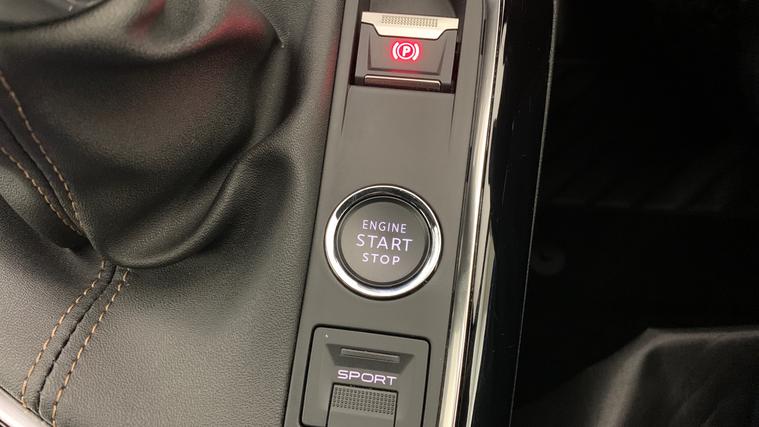 P
ENGINE
START
STOP
SPORT